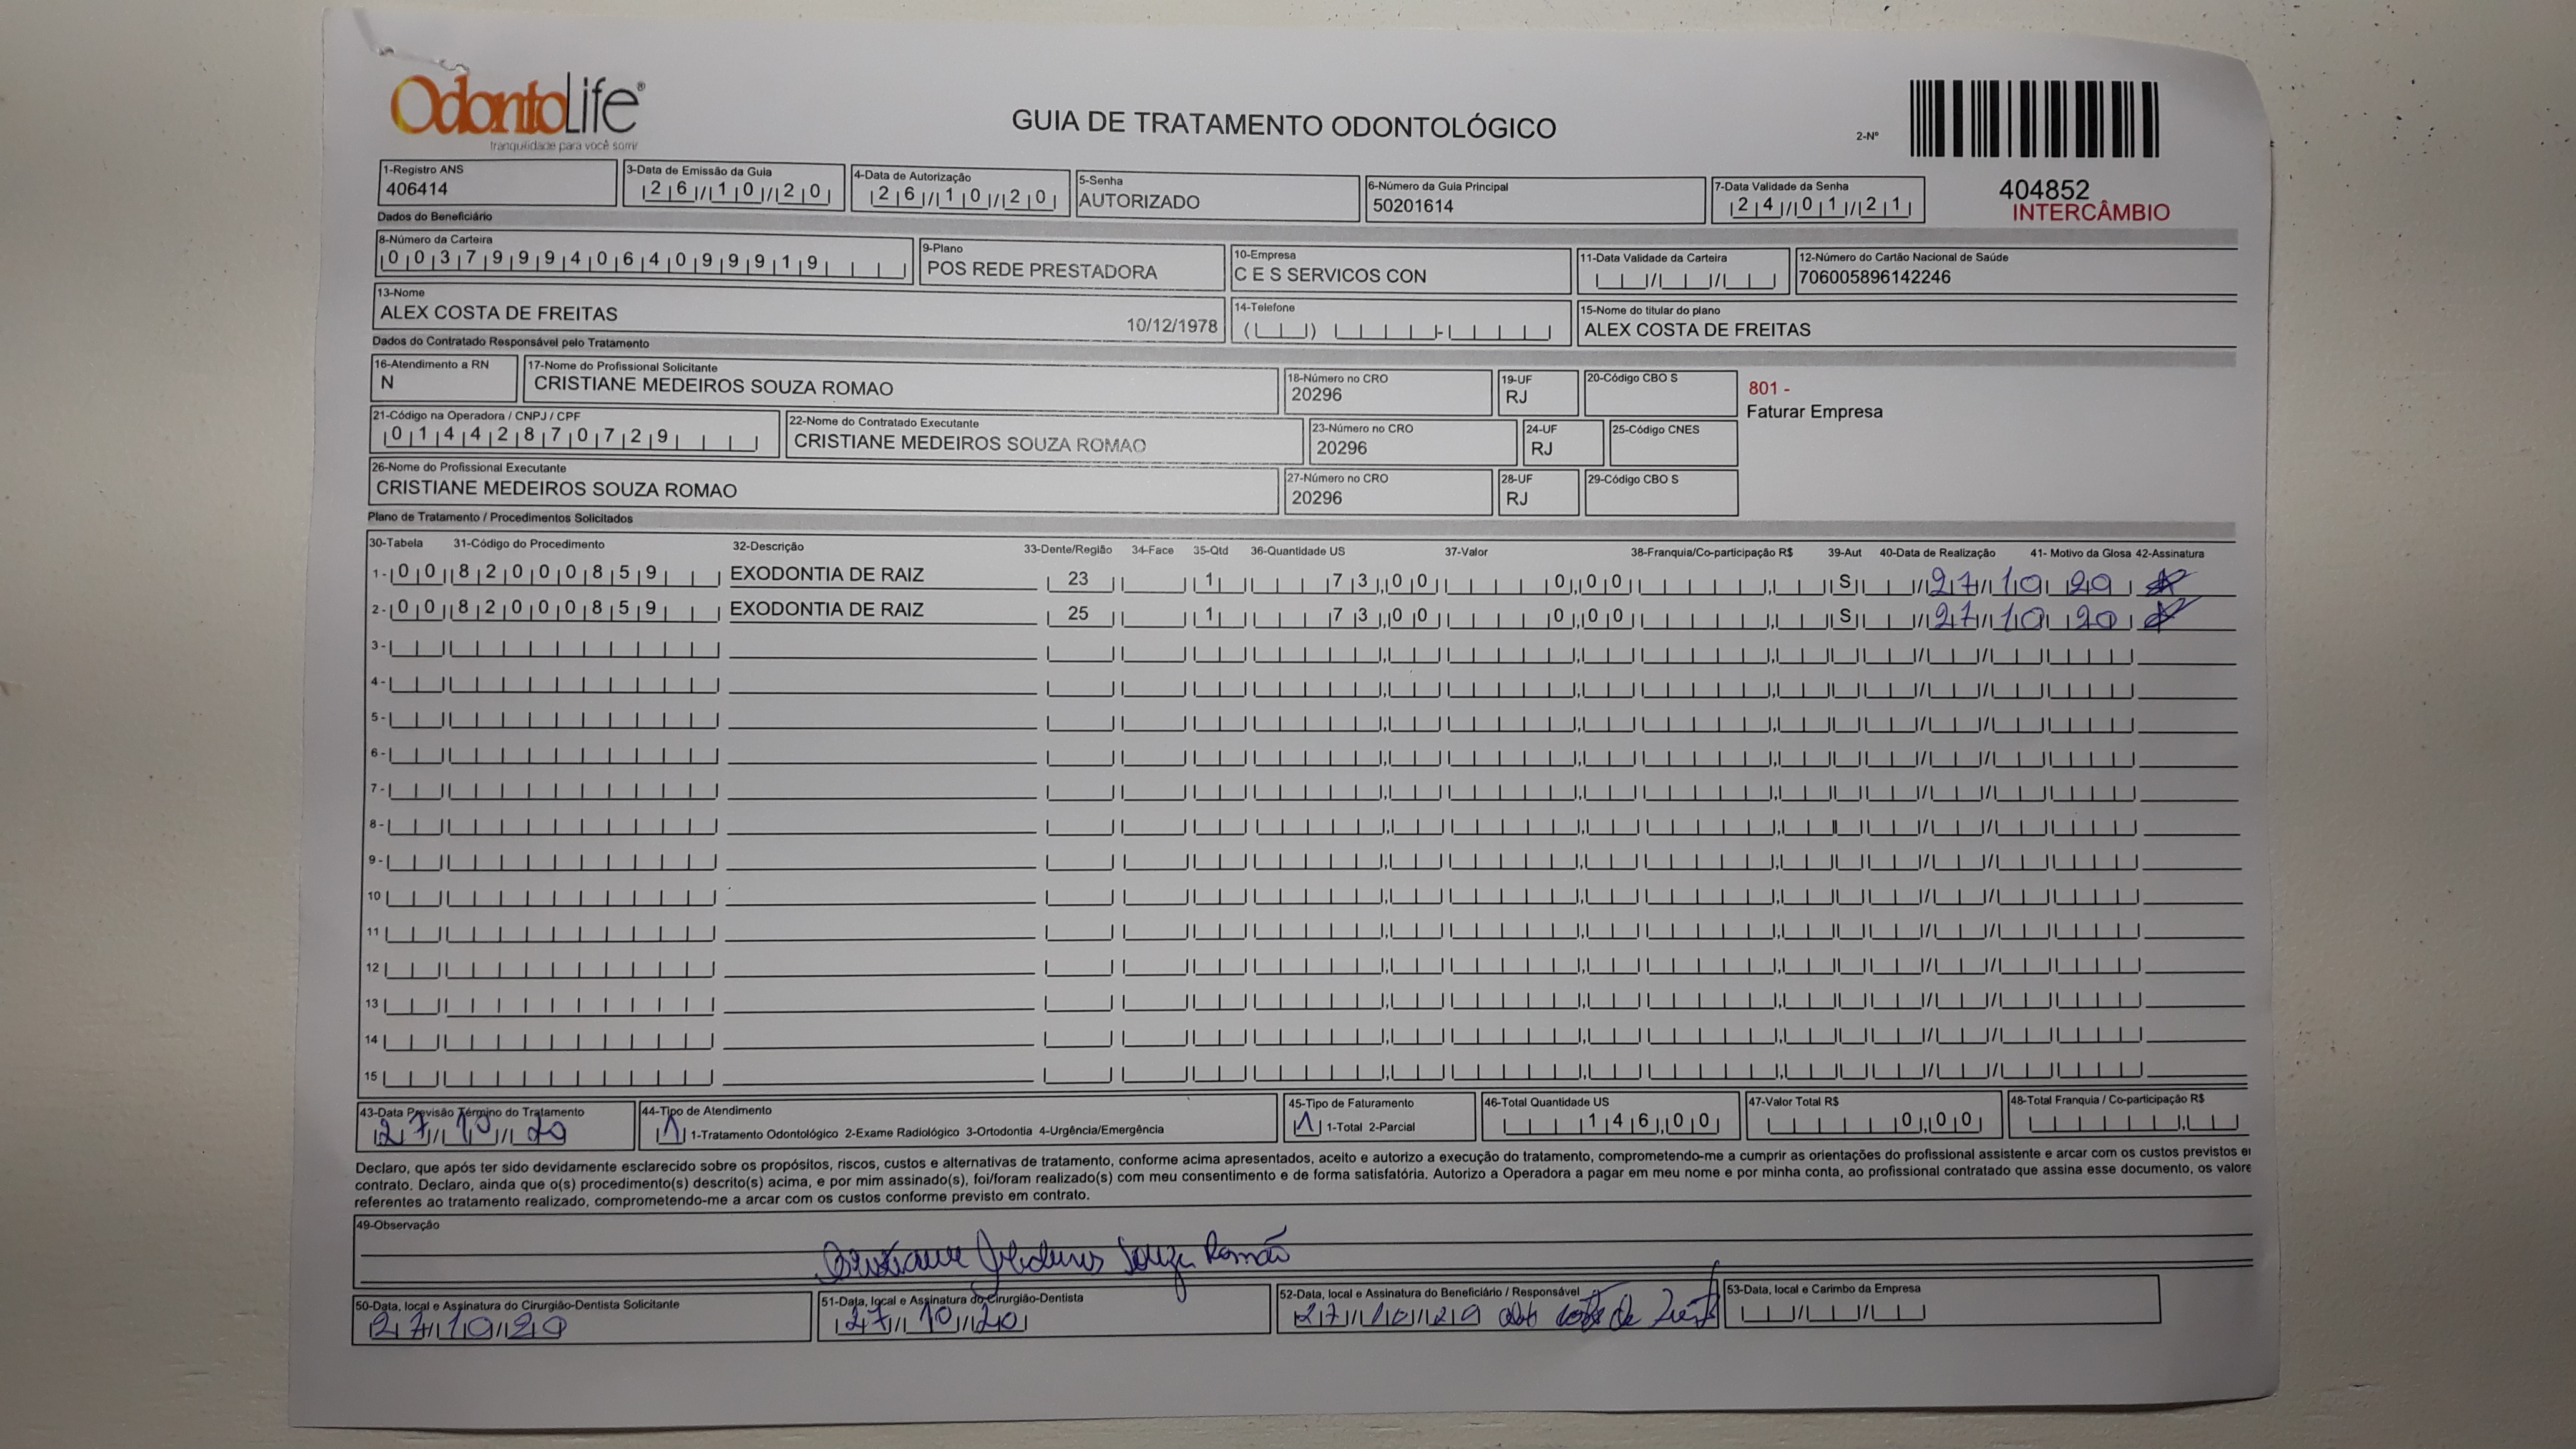 OdontoLife®
tranquilidade para você sorrir
GUIA DE TRATAMENTO ODONTOLÓGICO
2-Nº
404852
INTERCÂMBIO
1-Registro ANS
406414
3-Data de Emissão da Guia
26/10/20
4-Data de Autorização
26/10/20
5-Senha
AUTORIZADO
6-Número da Guia Principal
50201614
7-Data Validade da Senha
24/01/21
Dados do Beneficiário
8-Número da Carteira
00379994064099919
9-Plano
POS REDE PRESTADORA
10-Empresa
C E S SERVICOS CON
11-Data Validade da Carteira
12-Número do Cartão Nacional de Saúde
706005896142246
13-Nome
ALEX COSTA DE FREITAS
10/12/1978
14-Telefone
15-Nome do titular do plano
ALEX COSTA DE FREITAS
Dados do Contratado Responsável pelo Tratamento
16-Atendimento a RN
N
17-Nome do Profissional Solicitante
CRISTIANE MEDEIROS SOUZA ROMAO
18-Número no CRO
20296
19-UF
RJ
20-Código CBO S
801 -
Faturar Empresa
21-Código na Operadora / CNPJ / CPF
01442870729
22-Nome do Contratado Executante
CRISTIANE MEDEIROS SOUZA ROMAO
23-Número no CRO
20296
24-UF
RJ
25-Código CNES
26-Nome do Profissional Executante
CRISTIANE MEDEIROS SOUZA ROMAO
27-Número no CRO
20296
28-UF
RJ
29-Código CBO S
Plano de Tratamento / Procedimentos Solicitados
30-Tabela 31-Código do Procedimento 32-Descrição 33-Dente/Região 34-Face 35-Qtd 36-Quantidade US 37-Valor 38-Franquia/Co-participação R$ 39-Aut 40-Data de Realização 41- Motivo da Glosa 42-Assinatura
1- 00 82000859 EXODONTIA DE RAIZ 23 1 73,00 0,00 S 27/10/20
2- 00 82000859 EXODONTIA DE RAIZ 25 1 73,00 0,00 S 27/10/20
3-
4-
5-
6-
7-
8-
9-
10
11
12
13
14
15
43-Data Previsão Término do Tratamento
27/10/20
44-Tipo de Atendimento
1 1-Tratamento Odontológico 2-Exame Radiológico 3-Ortodontia 4-Urgência/Emergência
45-Tipo de Faturamento
1 1-Total 2-Parcial
46-Total Quantidade US
146,00
47-Valor Total R$
0,00
48-Total Franquia / Co-participação R$
Declaro, que após ter sido devidamente esclarecido sobre os propósitos, riscos, custos e alternativas de tratamento, conforme acima apresentados, aceito e autorizo a execução do tratamento, comprometendo-me a cumprir as orientações do profissional assistente e arcar com os custos previstos e
contrato. Declaro, ainda que o(s) procedimento(s) descrito(s) acima, e por mim assinado(s), foi/foram realizado(s) com meu consentimento e de forma satisfatória. Autorizo a Operadora a pagar em meu nome e por minha conta, ao profissional contratado que assina esse documento, os valore
referentes ao tratamento realizado, comprometendo-me a arcar com os custos conforme previsto em contrato.
49-Observação
Cristiane Medeiros Souza Romão
50-Data, local e Assinatura do Cirurgião-Dentista Solicitante
27/10/20
51-Data, local e Assinatura do Cirurgião-Dentista
27/10/20
52-Data, local e Assinatura do Beneficiário / Responsável
27/10/20
53-Data, local e Carimbo da Empresa